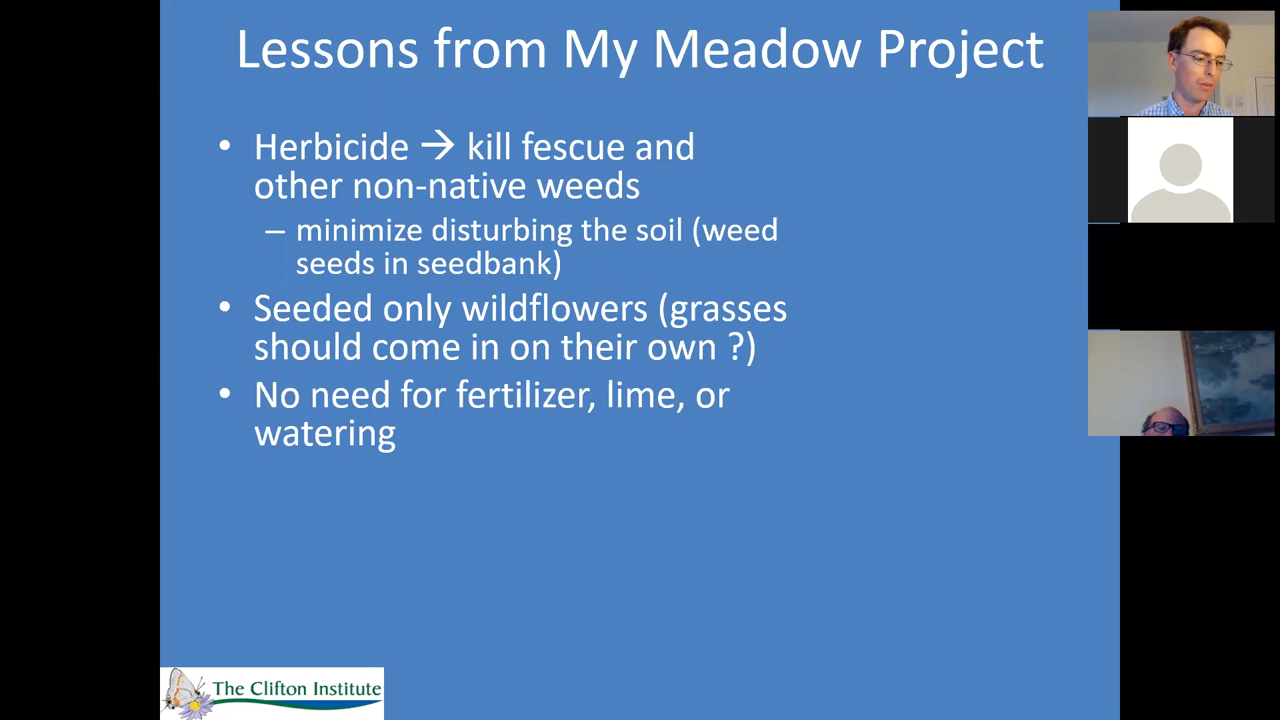 Lessons from My Meadow Project
• Herbicide → kill fescue and
other non-native weeds
– minimize disturbing the soil (weed
seeds in seedbank)
• Seeded only wildflowers (grasses
should come in on their own ?)
• No need for fertilizer, lime, or
watering
The Clifton Institute